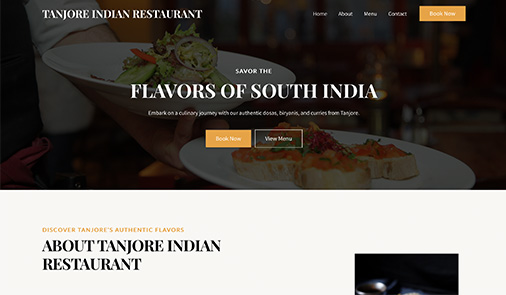 TANJORE INDIAN RESTAURANT
Home About Menu Contact Book Now
SAVOR THE
FLAVORS OF SOUTH INDIA
Embark on a culinary journey with our authentic dosas, biryanis, and curries from Tanjore.
Book Now View Menu
DISCOVER TANJORE'S AUTHENTIC FLAVORS
ABOUT TANJORE INDIAN
RESTAURANT